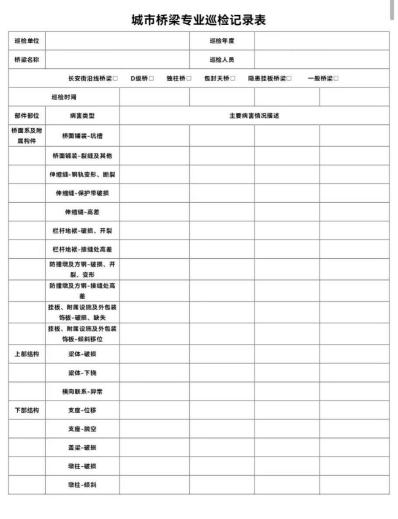 城市桥梁专业巡检记录表
巡检单位 巡检年度
桥梁名称 巡检人员
长安街沿线桥梁□ D级桥□ 独柱桥□ 包封天桥□ 隐患挂板桥梁□ 一般桥梁□
巡检时间
部件部位 病害类型 主要病害情况描述
桥面系及附
属构件
桥面铺装-坑槽
桥面铺装-裂缝及其他
伸缩缝-钢轨变形、断裂
伸缩缝-保护带破损
伸缩缝-高差
栏杆地袱-破损、开裂
栏杆地袱-接缝处高差
防撞墩及方钢-破损、开
裂、变形
防撞墩及方钢-接缝处高
差
挂板、附属设施及外包装
饰板-破损、缺失
挂板、附属设施及外包装
饰板-倾斜移位
上部结构 梁体-破损
梁体-下挠
横向联系-异常
下部结构 支座-位移
支座-脱空
盖梁-破损
墩柱-破损
墩柱-倾斜